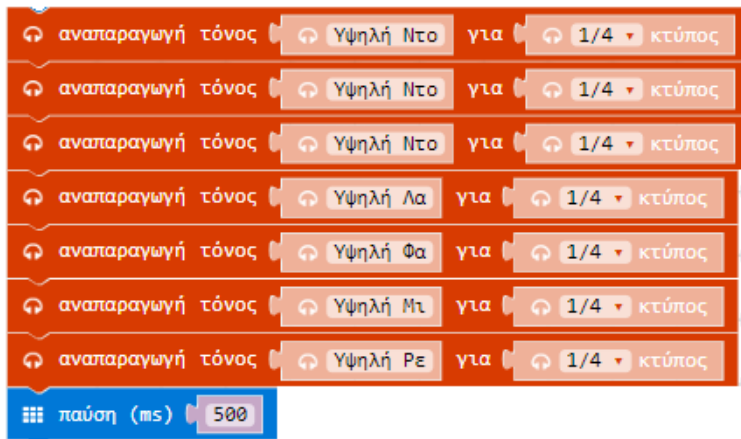 αναπαραγωγή τόνος Υψηλή Ντο για 1/4 κτύπος
αναπαραγωγή τόνος Υψηλή Ντο για 1/4 κτύπος
αναπαραγωγή τόνος Υψηλή Ντο για 1/4 κτύπος
αναπαραγωγή τόνος Υψηλή Λα για 1/4 κτύπος
αναπαραγωγή τόνος Υψηλή Φα για 1/4 κτύπος
αναπαραγωγή τόνος Υψηλή Μι για 1/4 κτύπος
αναπαραγωγή τόνος Υψηλή Ρε για 1/4 κτύπος
παύση (ms) 500